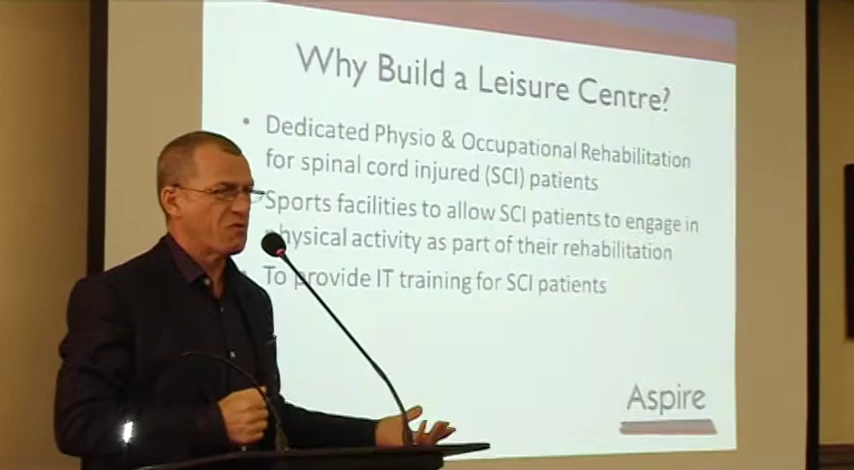 Why Build a Leisure Centre?
• Dedicated Physio & Occupational Rehabilitation
for spinal cord injured (SCI) patients
Sports facilities to allow SCI patients to engage in
physical activity as part of their rehabilitation
• To provide IT training for SCI patients
Aspire